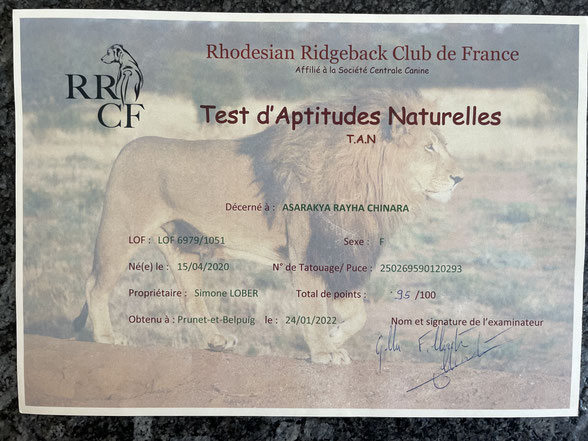 RR
CF
Rhodesian Ridgeback Club de France
Affilié à la Société Centrale Canine
Test d'Aptitudes Naturelles
T.A.N
Décerné à : ASARAKYA RAYHA CHINARA
LOF : LOF 6979/1051 Sexe : F
Né(e) le : 15/04/2020 N° de Tatouage/ Puce : 250269590120293
Propriétaire : Simone LOBER Total de points : 95 /100
Obtenu à : Prunet-et-Belpuig le : 24/01/2022 Nom et signature de l'examinateur